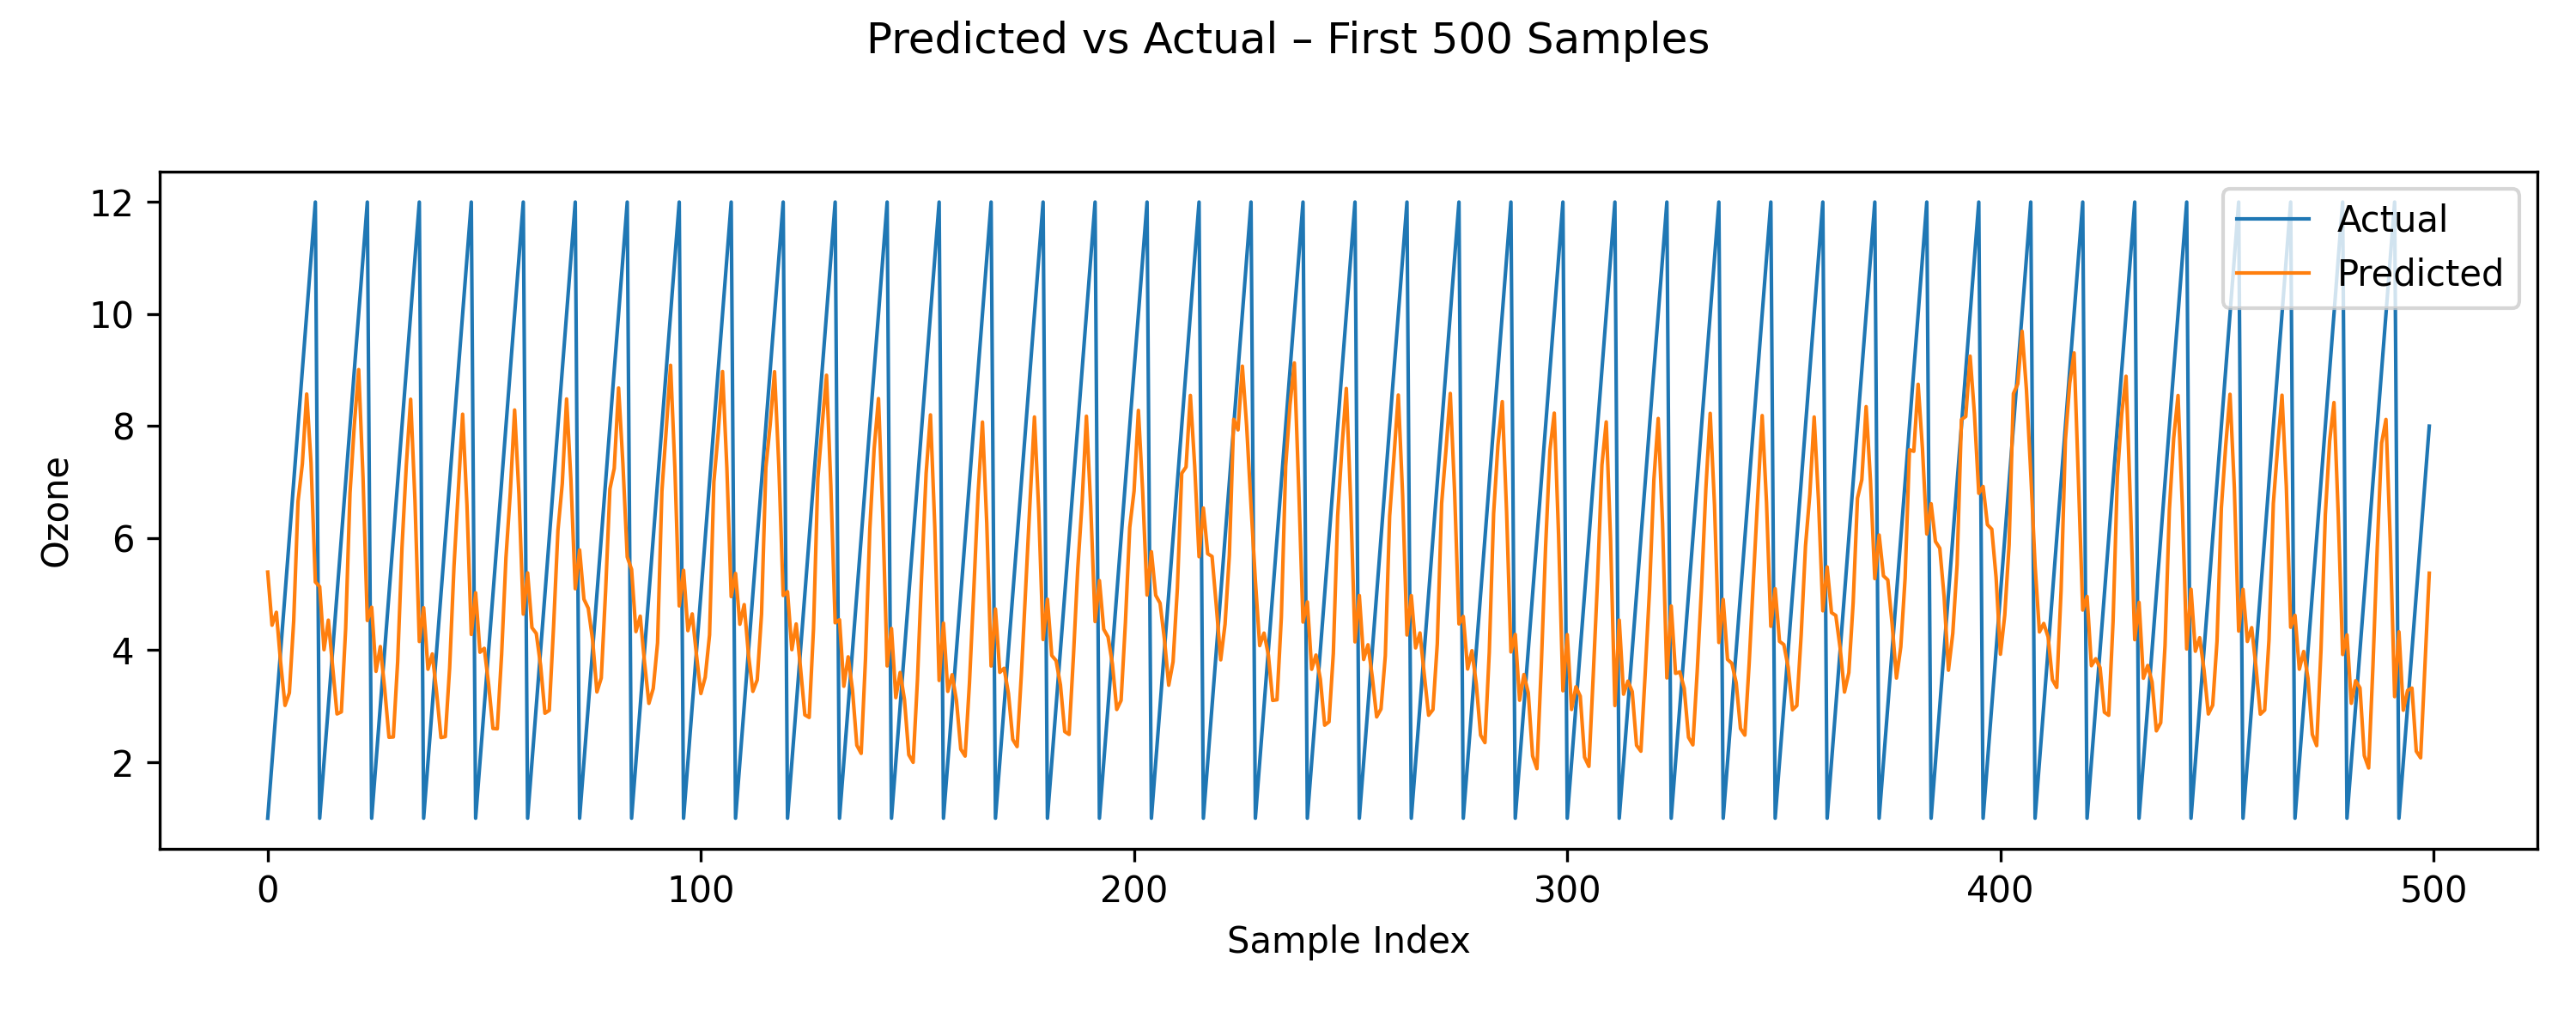 Predicted vs Actual – First 500 Samples
12
10
8
6
4
2
Ozone
Actual
Predicted
0 100 200 300 400 500
Sample Index